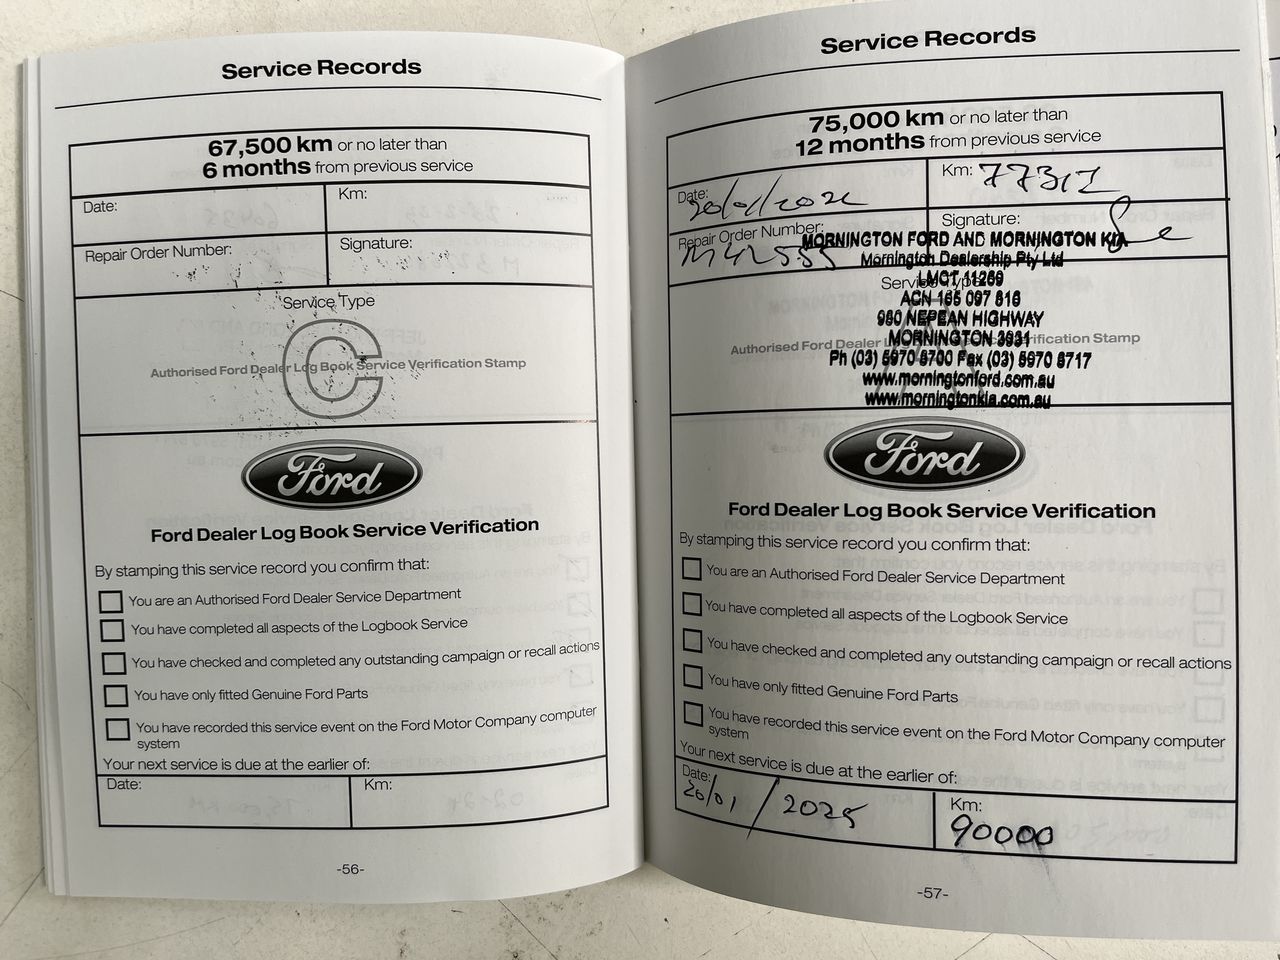 Service Records
67,500 km or no later than
6 months from previous service
Date:
Km:
Repair Order Number:
Signature:
Service Type
C
Authorised Ford Dealer Log Book Service Verification Stamp
Ford
Ford Dealer Log Book Service Verification
By stamping this service record you confirm that:
You are an Authorised Ford Dealer Service Department
You have completed all aspects of the Logbook Service
You have checked and completed any outstanding campaign or recall actions
You have only fitted Genuine Ford Parts
You have recorded this service event on the Ford Motor Company computer
system
Your next service is due at the earlier of:
Date:
Km:
-56-
Service Records
75,000 km or no later than
12 months from previous service
Date:
Km:
Repair Order Number:
Signature:
MORNINGTON FORD AND MORNINGTON KIA
Mornington Dealership Pty Ltd
LMCT 11269
Service Type
980 NEPEAN HIGHWAY
Authorised Ford Dealer Verification Stamp
MORNINGTON 3931
Ph (03) 5970 8700 Fax (03) 5970 8717
www.morningtonford.com.au
www.morningtonkia.com.au
Ford
Ford Dealer Log Book Service Verification
By stamping this service record you confirm that:
You are an Authorised Ford Dealer Service Department
You have completed all aspects of the Logbook Service
You have checked and completed any outstanding campaign or recall actions
You have only fitted Genuine Ford Parts
You have recorded this service event on the Ford Motor Company computer
system
Your next service is due at the earlier of:
Date: 20/01/2025
Km: 90000
-57-